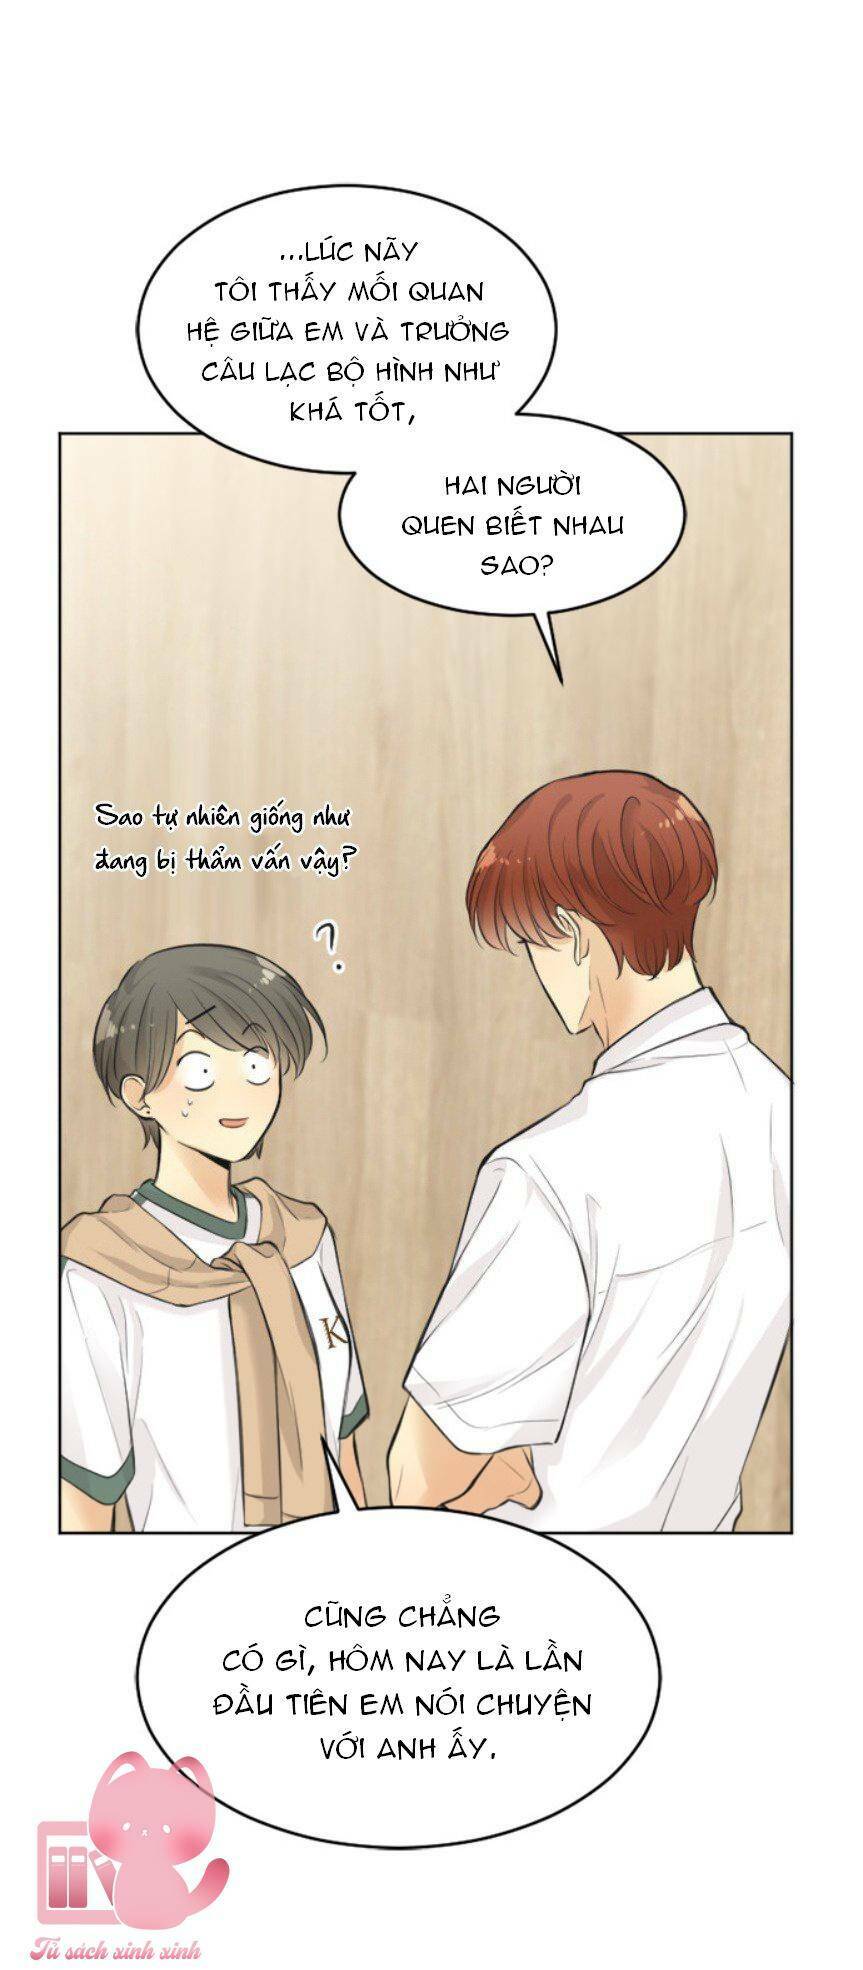 ...LÚC NÃY
TÔI THẤY MỐI QUAN
HỆ GIỮA EM VÀ TRƯỞNG
CÂU LẠC BỘ HÌNH NHƯ
KHÁ TỐT,
HAI NGƯỜI
QUEN BIẾT NHAU
SAO?
Sao tự nhiên giống như
đang bị thẩm vấn vậy?
?
K
CŨNG CHẲNG
CÓ GÌ, HÔM NAY LÀ LẦN
ĐẦU TIÊN EM NÓI CHUYỆN
VỚI ANH ẤY.
Tủ sách xinh xinh